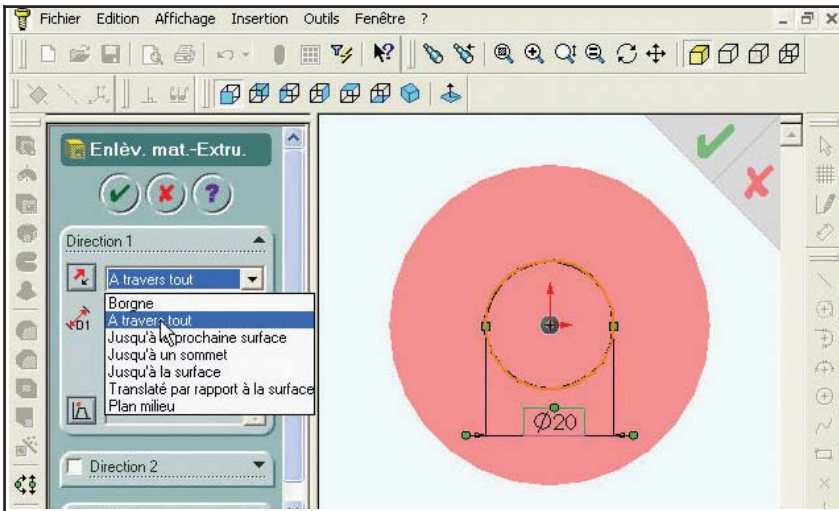 Fichier Edition Affichage Insertion Outils Fenêtre ?
Enlèv. mat.-Extru.
Direction 1
A travers tout
Borgne
D1
A travers tout
Jusqu'à prochaine surface
Jusqu'à un sommet
Jusqu'à la surface
Translaté par rapport à la surface
Plan milieu
Direction 2
Ø20